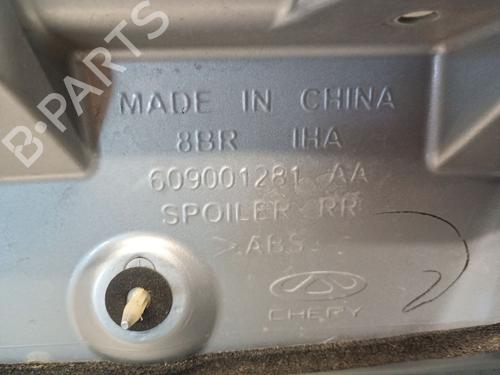 B-PARTS
MADE IN CHINA
8BR IHA
609001281 AA
SPOILER RR
>ABS<
CHERY